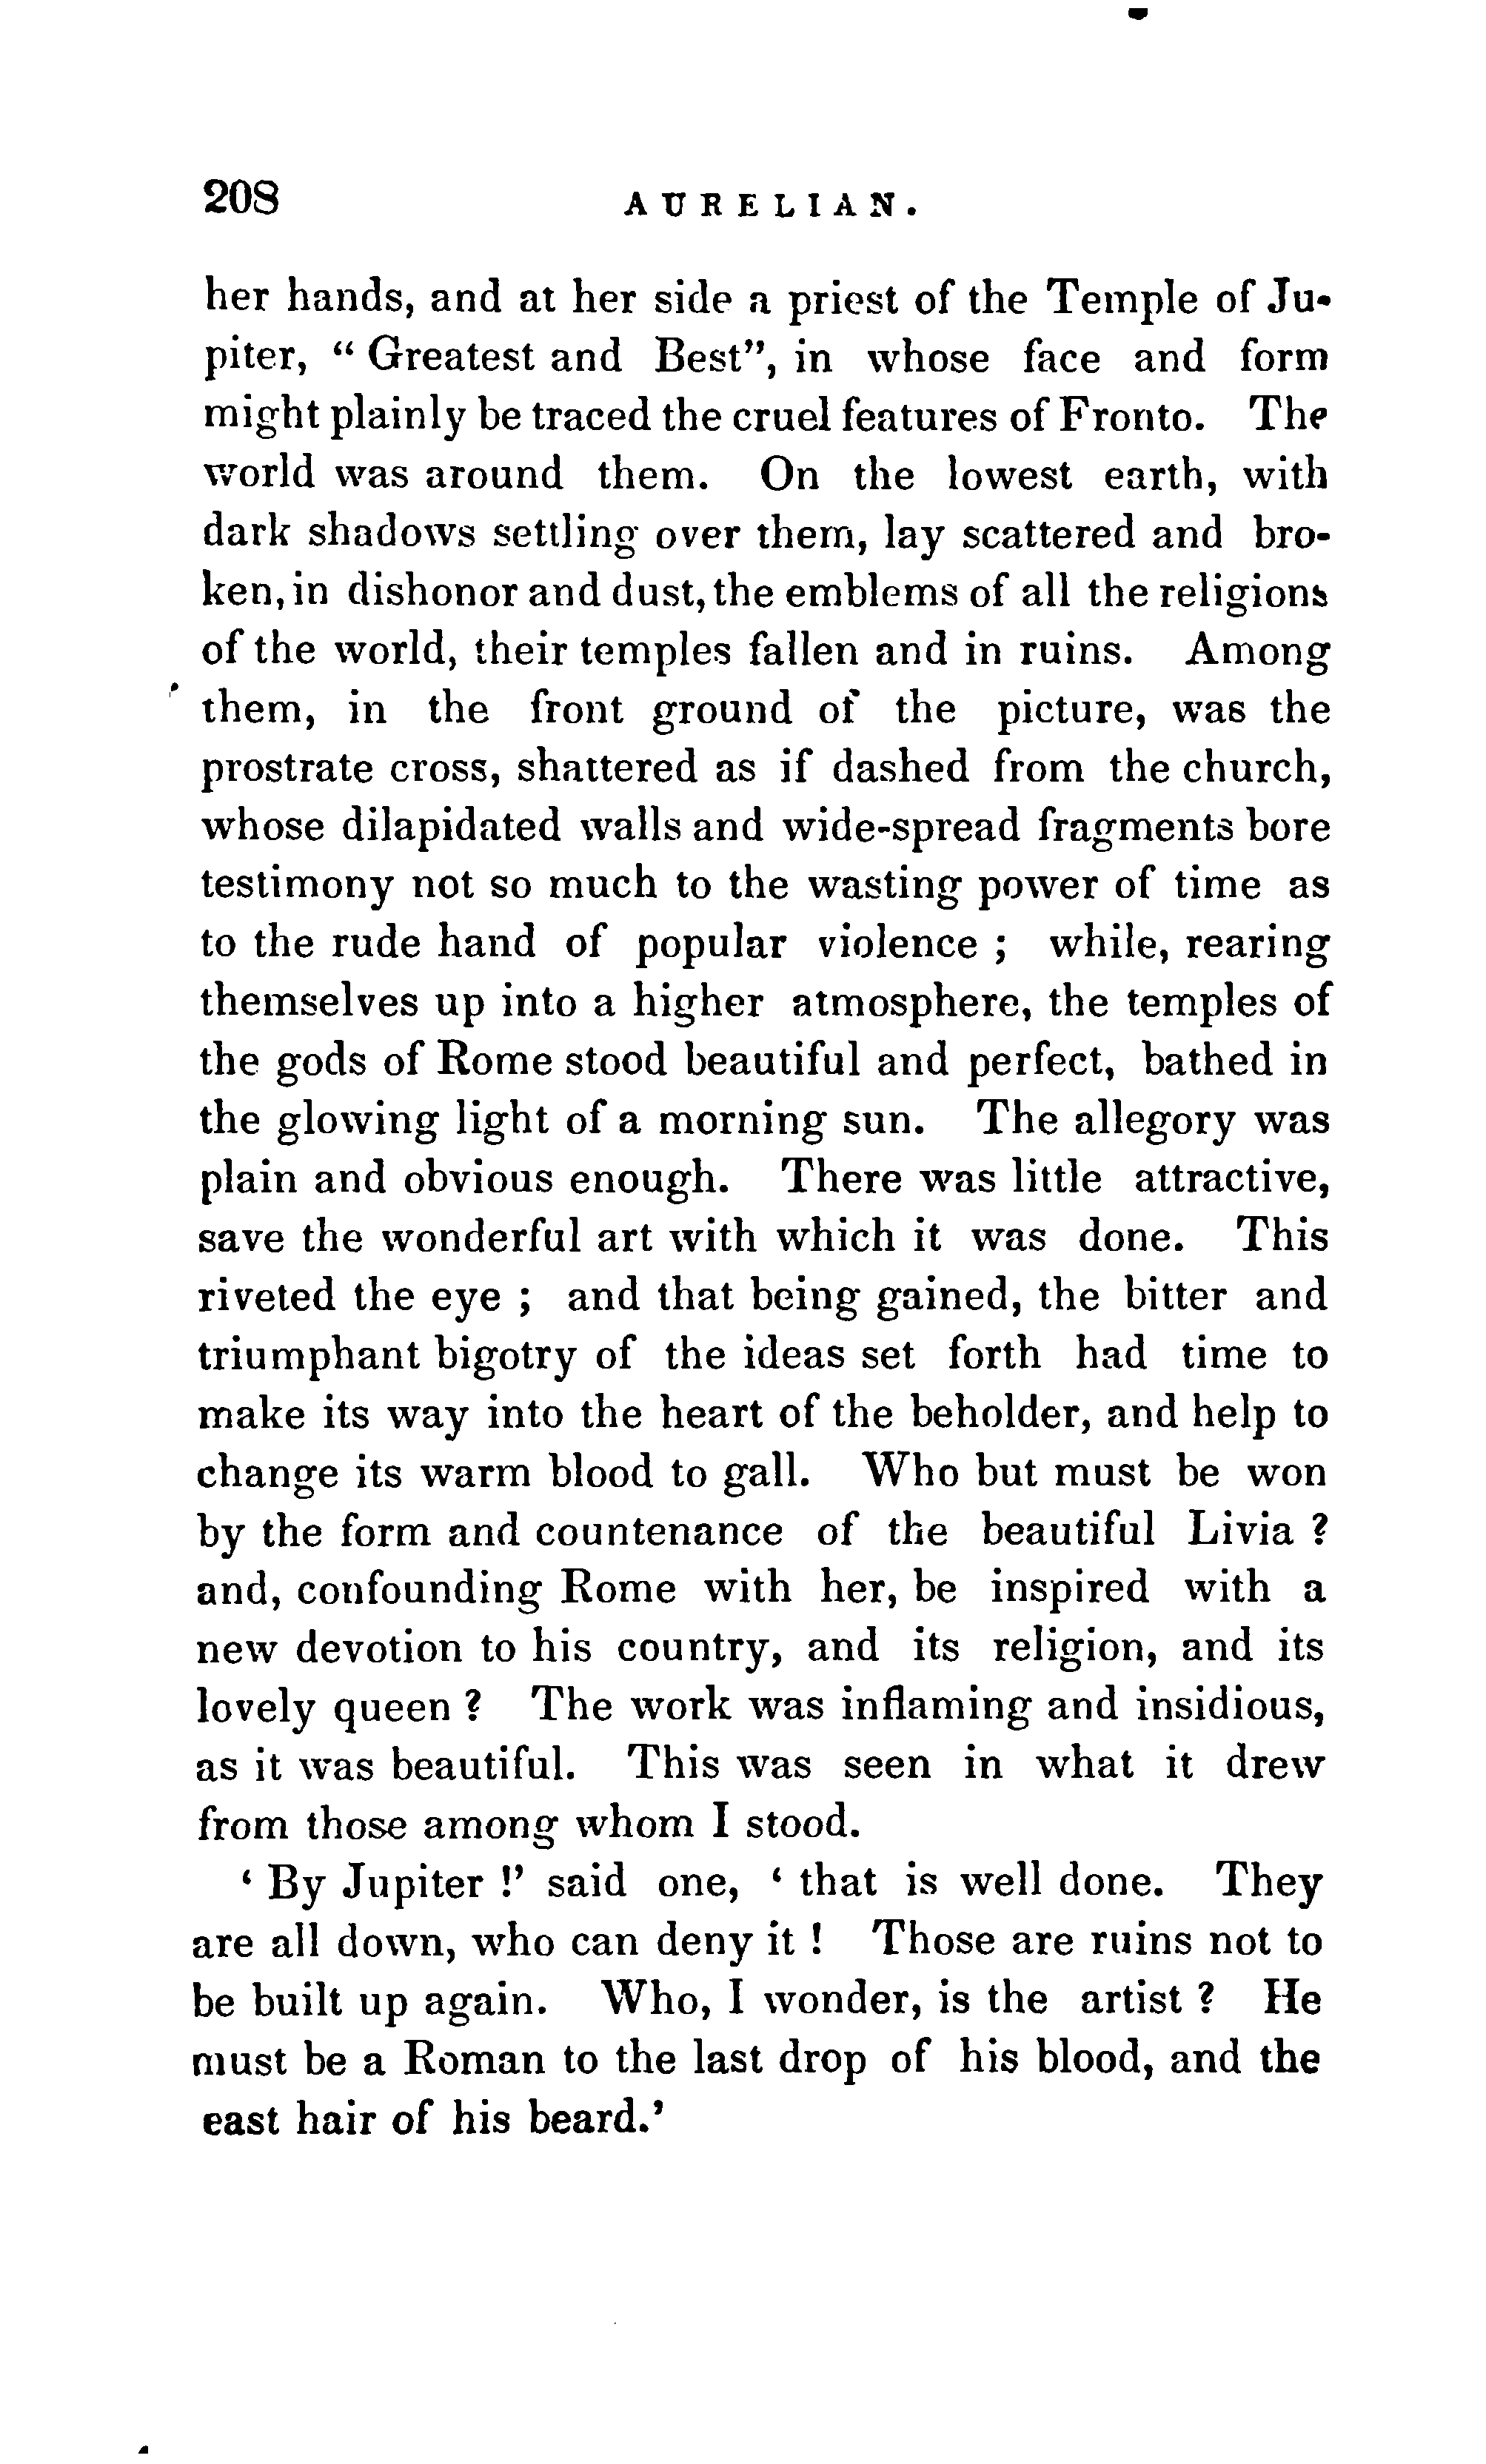 208 AURELIAN.
her hands, and at her side a priest of the Temple of Ju-
piter, “ Greatest and Best”, in whose face and form
might plainly be traced the cruel features of Fronto. The
world was around them. On the lowest earth, with
dark shadows settling over them, lay scattered and bro-
ken, in dishonor and dust, the emblems of all the religions
of the world, their temples fallen and in ruins. Among
them, in the front ground of the picture, was the
prostrate cross, shattered as if dashed from the church,
whose dilapidated walls and wide-spread fragments bore
testimony not so much to the wasting power of time as
to the rude hand of popular violence ; while, rearing
themselves up into a higher atmosphere, the temples of
the gods of Rome stood beautiful and perfect, bathed in
the glowing light of a morning sun. The allegory was
plain and obvious enough. There was little attractive,
save the wonderful art with which it was done. This
riveted the eye ; and that being gained, the bitter and
triumphant bigotry of the ideas set forth had time to
make its way into the heart of the beholder, and help to
change its warm blood to gall. Who but must be won
by the form and countenance of the beautiful Livia ?
and, confounding Rome with her, be inspired with a
new devotion to his country, and its religion, and its
lovely queen ? The work was inflaming and insidious,
as it was beautiful. This was seen in what it drew
from those among whom I stood.
‘ By Jupiter !’ said one, ‘ that is well done. They
are all down, who can deny it ! Those are ruins not to
be built up again. Who, I wonder, is the artist ? He
must be a Roman to the last drop of his blood, and the
east hair of his beard.’